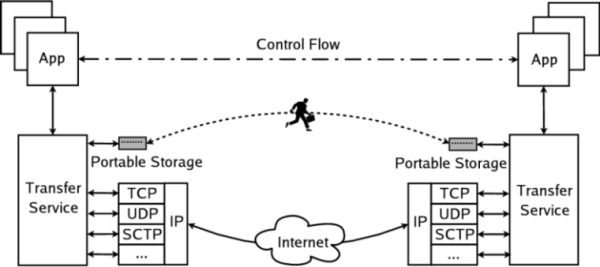 Control Flow
App
App
Portable Storage
Portable Storage
Transfer
Service
TCP
UDP
SCTP
...
IP
Internet
IP
TCP
UDP
SCTP
...
Transfer
Service